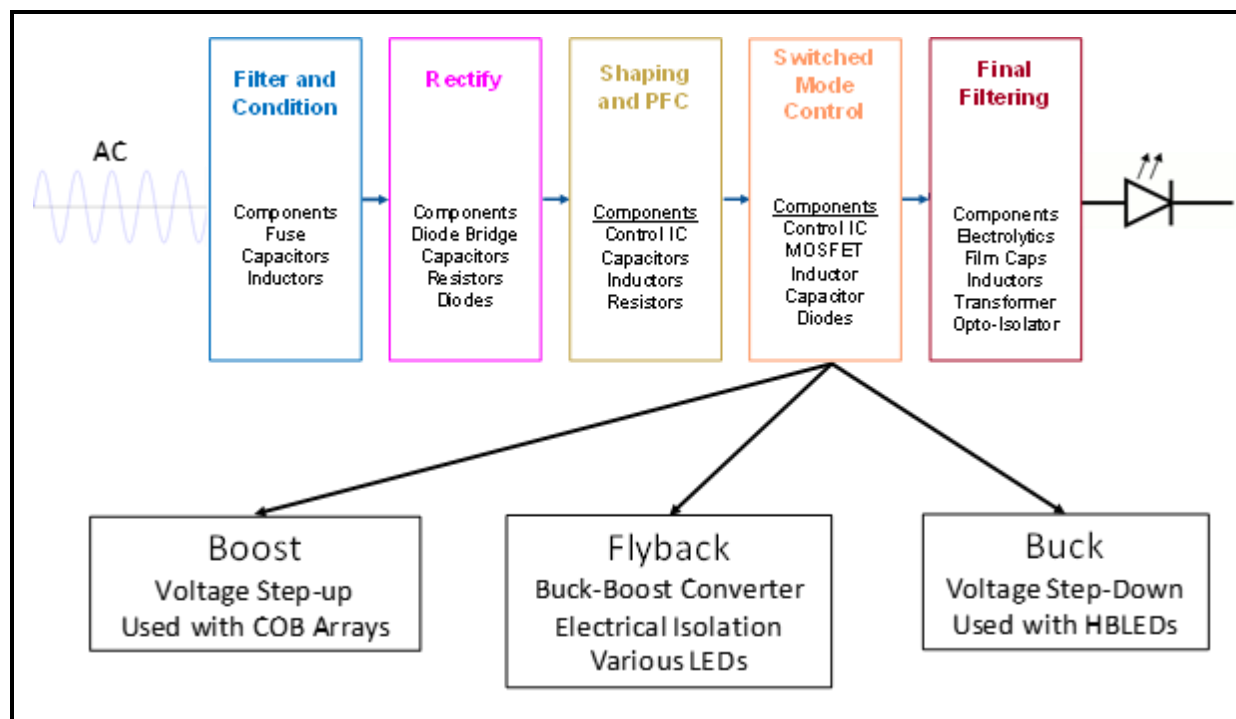 AC
Filter and
Condition
Components
Fuse
Capacitors
Inductors
Rectify
Components
Diode Bridge
Capacitors
Resistors
Diodes
Shaping
and PFC
Components
Control IC
Capacitors
Inductors
Resistors
Switched
Mode
Control
Components
Control IC
MOSFET
Inductor
Capacitor
Diodes
Final
Filtering
Components
Electrolytics
Film Caps
Inductors
Transformer
Opto-Isolator
Boost
Voltage Step-up
Used with COB Arrays
Flyback
Buck-Boost Converter
Electrical Isolation
Various LEDs
Buck
Voltage Step-Down
Used with HBLEDs